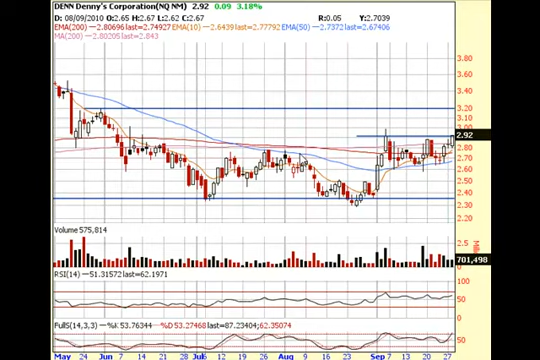 DENN Denny's Corporation(NQ NM) 2.92 0.09 3.18%
D: 08/09/2010 O:2.65 H:2.67 L:2.62 C:2.67 R:0.05 Y:2.7039
EMA(200) —2.80696 last=2.74927 EMA(10) —2.6439 last=2.77792 EMA(50) —2.7372 last=2.67406
MA(200) —2.80205 last=2.843
3.80
3.60
3.40
3.20
3.10
3.00
2.92
2.80
2.70
2.60
2.50
2.40
2.30
2.20
Volume 575,814
2.5
Mil
701,498
RSI(14) —51.31572 last=62.1971
100
50
0
FullS(14,3,3) —%K 53.76344 —%D 53.27468 last=87.23404; 62.35074
50
May 24 Jun 7 14 21 28 Jul 6 12 19 26 Aug 9 16 23 Sep 7 13 20 27